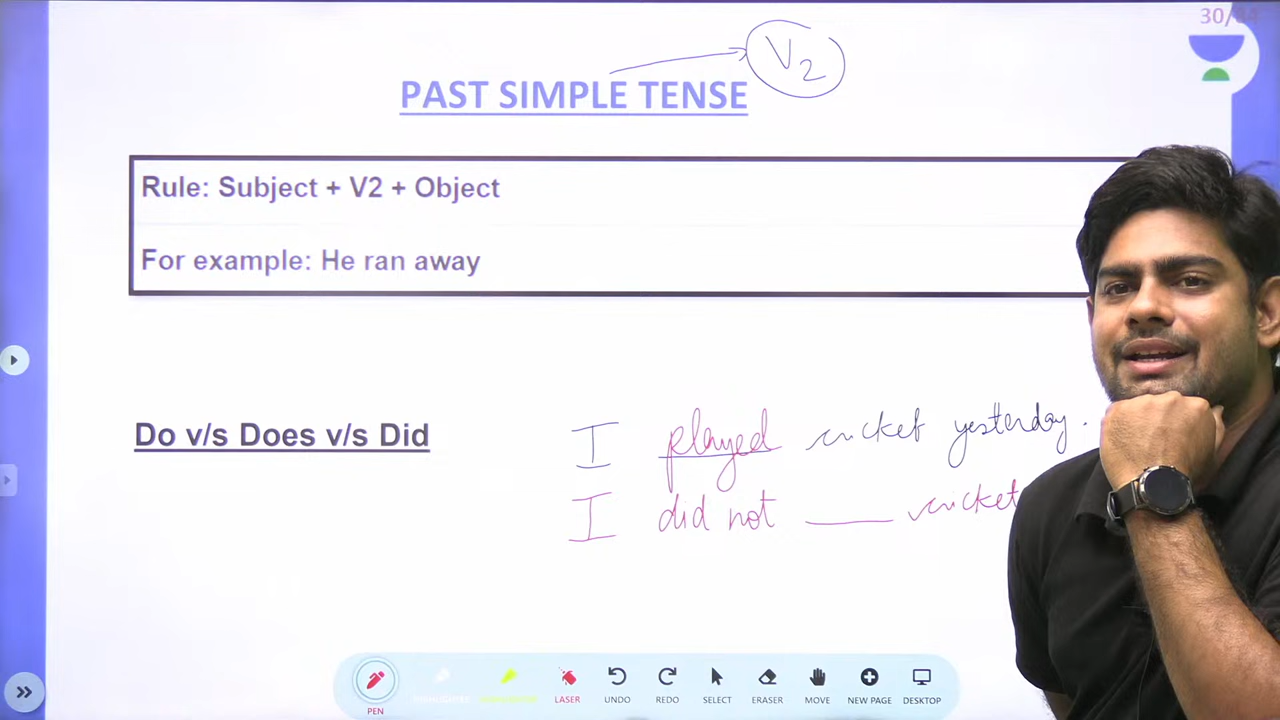 30/
V2
PAST SIMPLE TENSE
Rule: Subject + V2 + Object
For example: He ran away
Do v/s Does v/s Did
I played cricket yesterday.
I did not ____ cricket
PEN
HIGHLIGHTER
LASER
UNDO
REDO
SELECT
ERASER
MOVE
NEW PAGE
DESKTOP